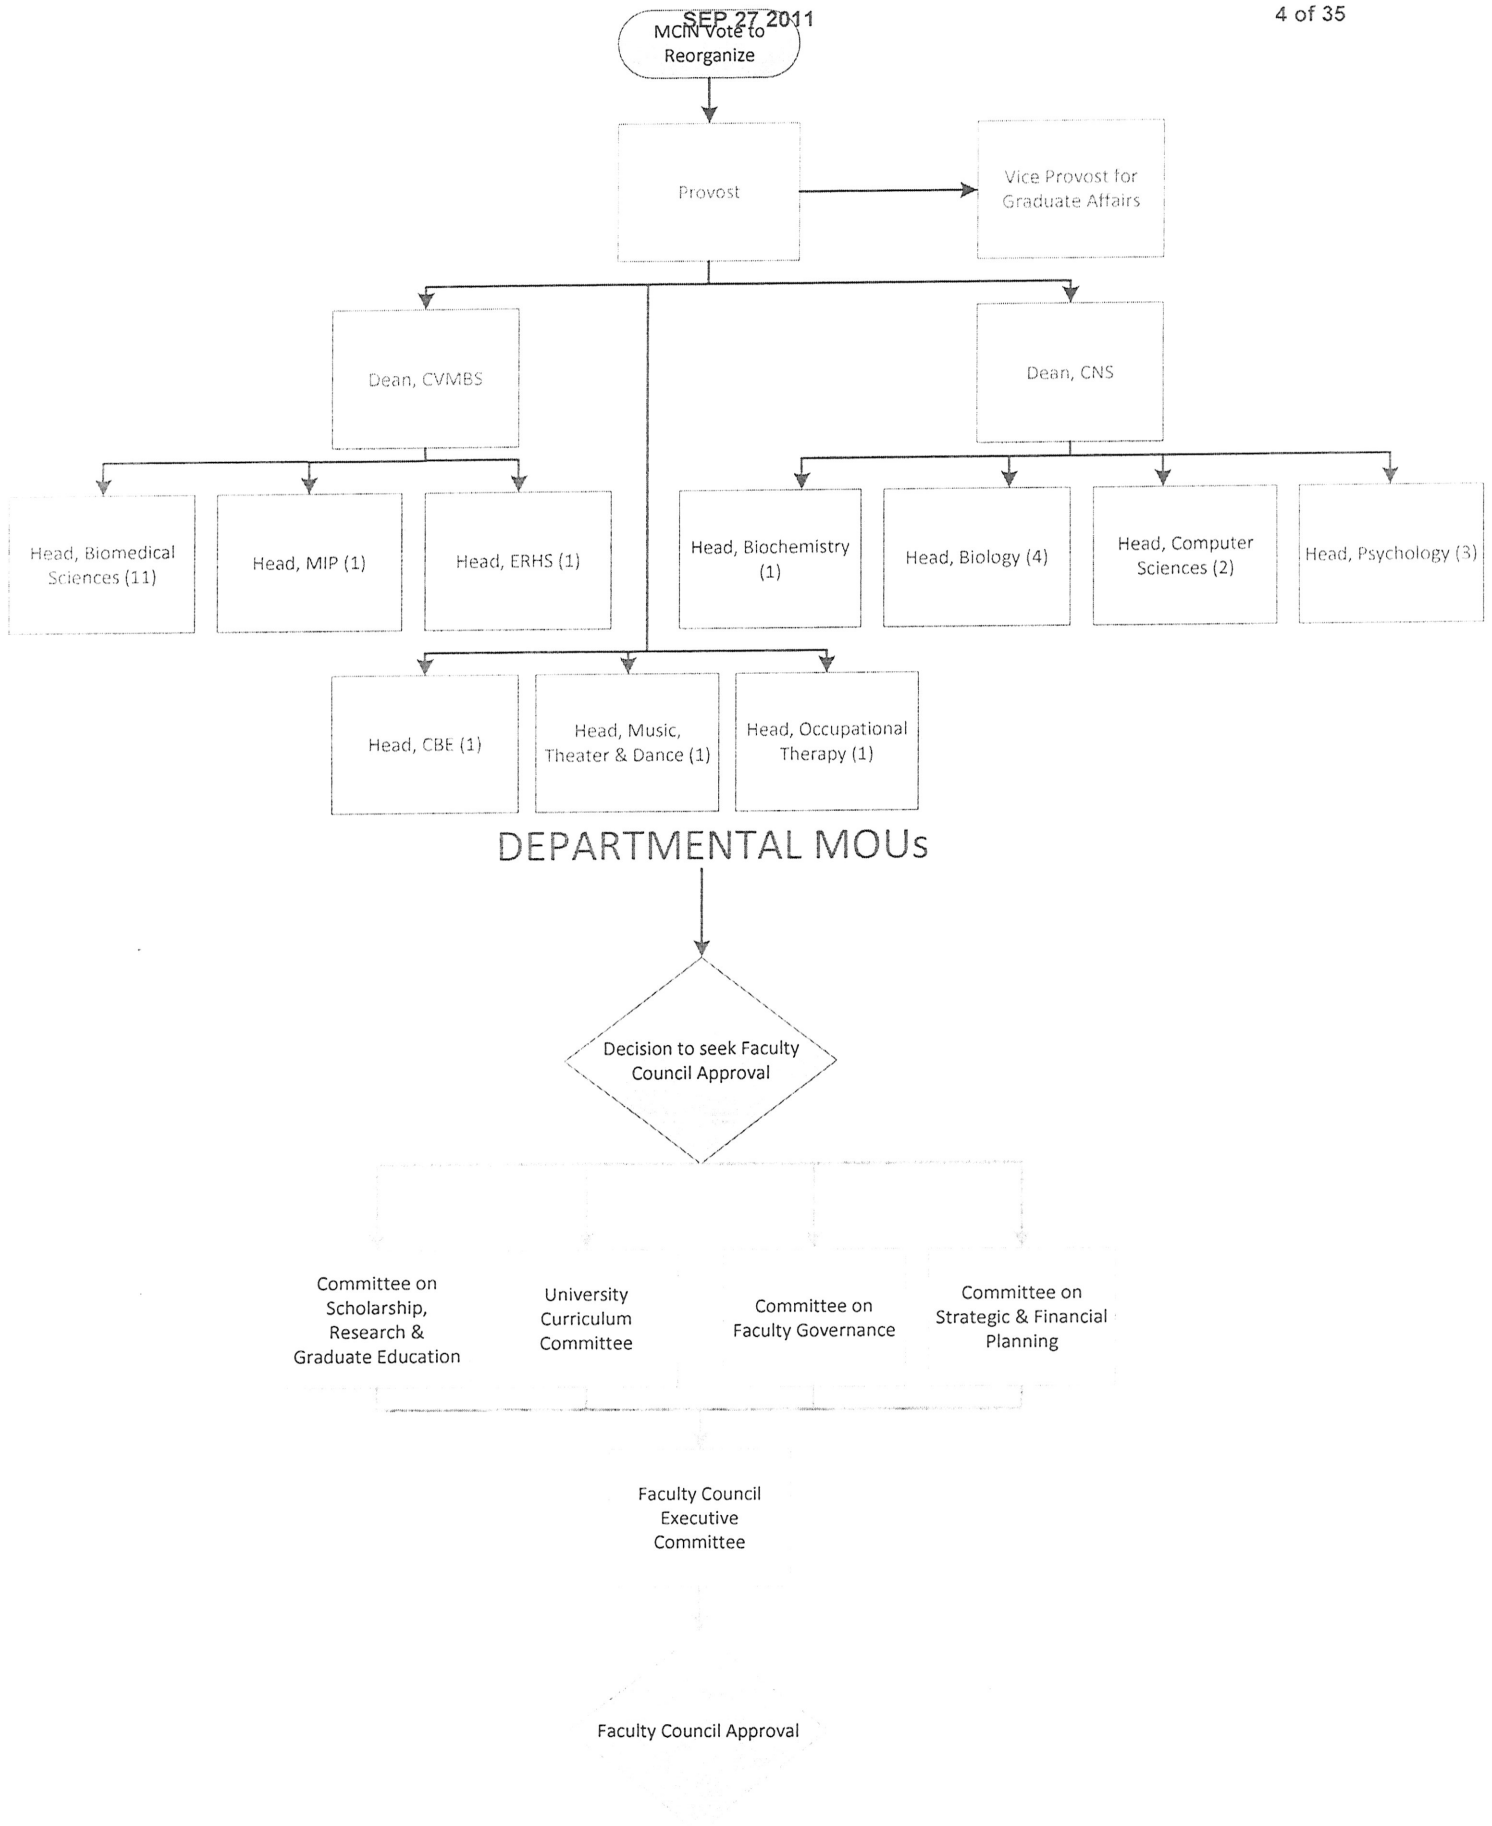 SEP 27 2011
4 of 35
MCIN Vote to
Reorganize
Provost
Vice Provost for
Graduate Affairs
Dean, CVMBS
Dean, CNS
Head, Biomedical
Sciences (11)
Head, MIP (1)
Head, ERHS (1)
Head, Biochemistry
(1)
Head, Biology (4)
Head, Computer
Sciences (2)
Head, Psychology (3)
Head, CBE (1)
Head, Music,
Theater & Dance (1)
Head, Occupational
Therapy (1)
DEPARTMENTAL MOUs
Decision to seek Faculty
Council Approval
Committee on
Scholarship,
Research &
Graduate Education
University
Curriculum
Committee
Committee on
Faculty Governance
Committee on
Strategic & Financial
Planning
Faculty Council
Executive
Committee
Faculty Council Approval